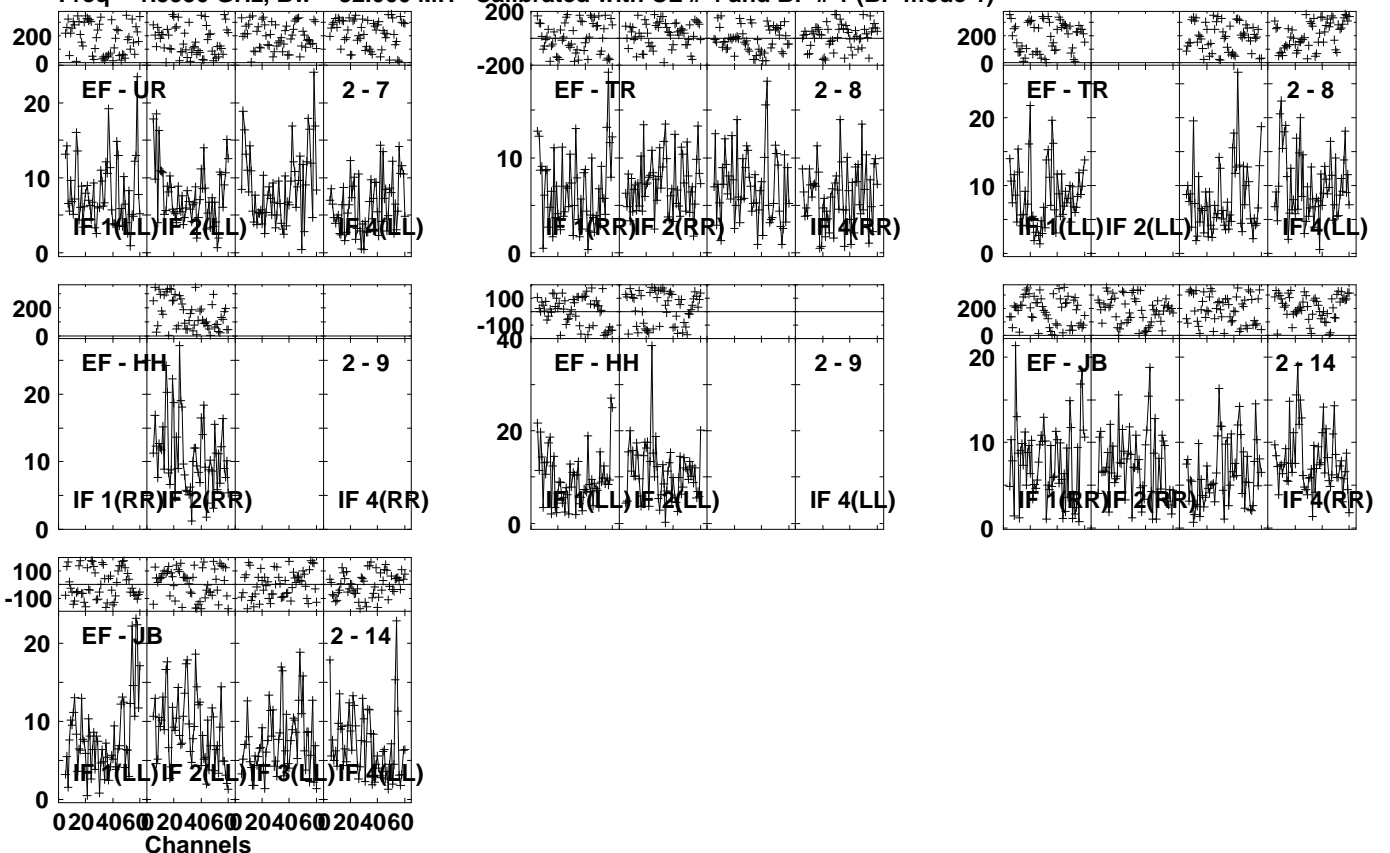 200
200
0
-200
200
0
EF - UR
2 - 7
20
10
0
IF 1(LL)
IF 2(LL)
IF 4(LL)
EF - TR
2 - 8
10
0
IF 1(RR)
IF 2(RR)
IF 4(RR)
EF - TR
2 - 8
20
10
0
IF 1(LL)
IF 2(LL)
IF 4(LL)
200
0
EF - HH
2 - 9
20
10
0
IF 1(RR)
IF 2(RR)
IF 4(RR)
100
-100
40
EF - HH
2 - 9
20
0
IF 1(LL)
IF 2(LL)
IF 4(LL)
200
0
20
EF - JB
2 - 14
10
0
IF 1(RR)
IF 2(RR)
IF 4(RR)
100
-100
EF - JB
2 - 14
20
10
0
IF 1(LL)
IF 2(LL)
IF 3(LL)
IF 4(LL)
0 20 40 60 0 20 40 60 0 20 40 60 0 20 40 60
Channels